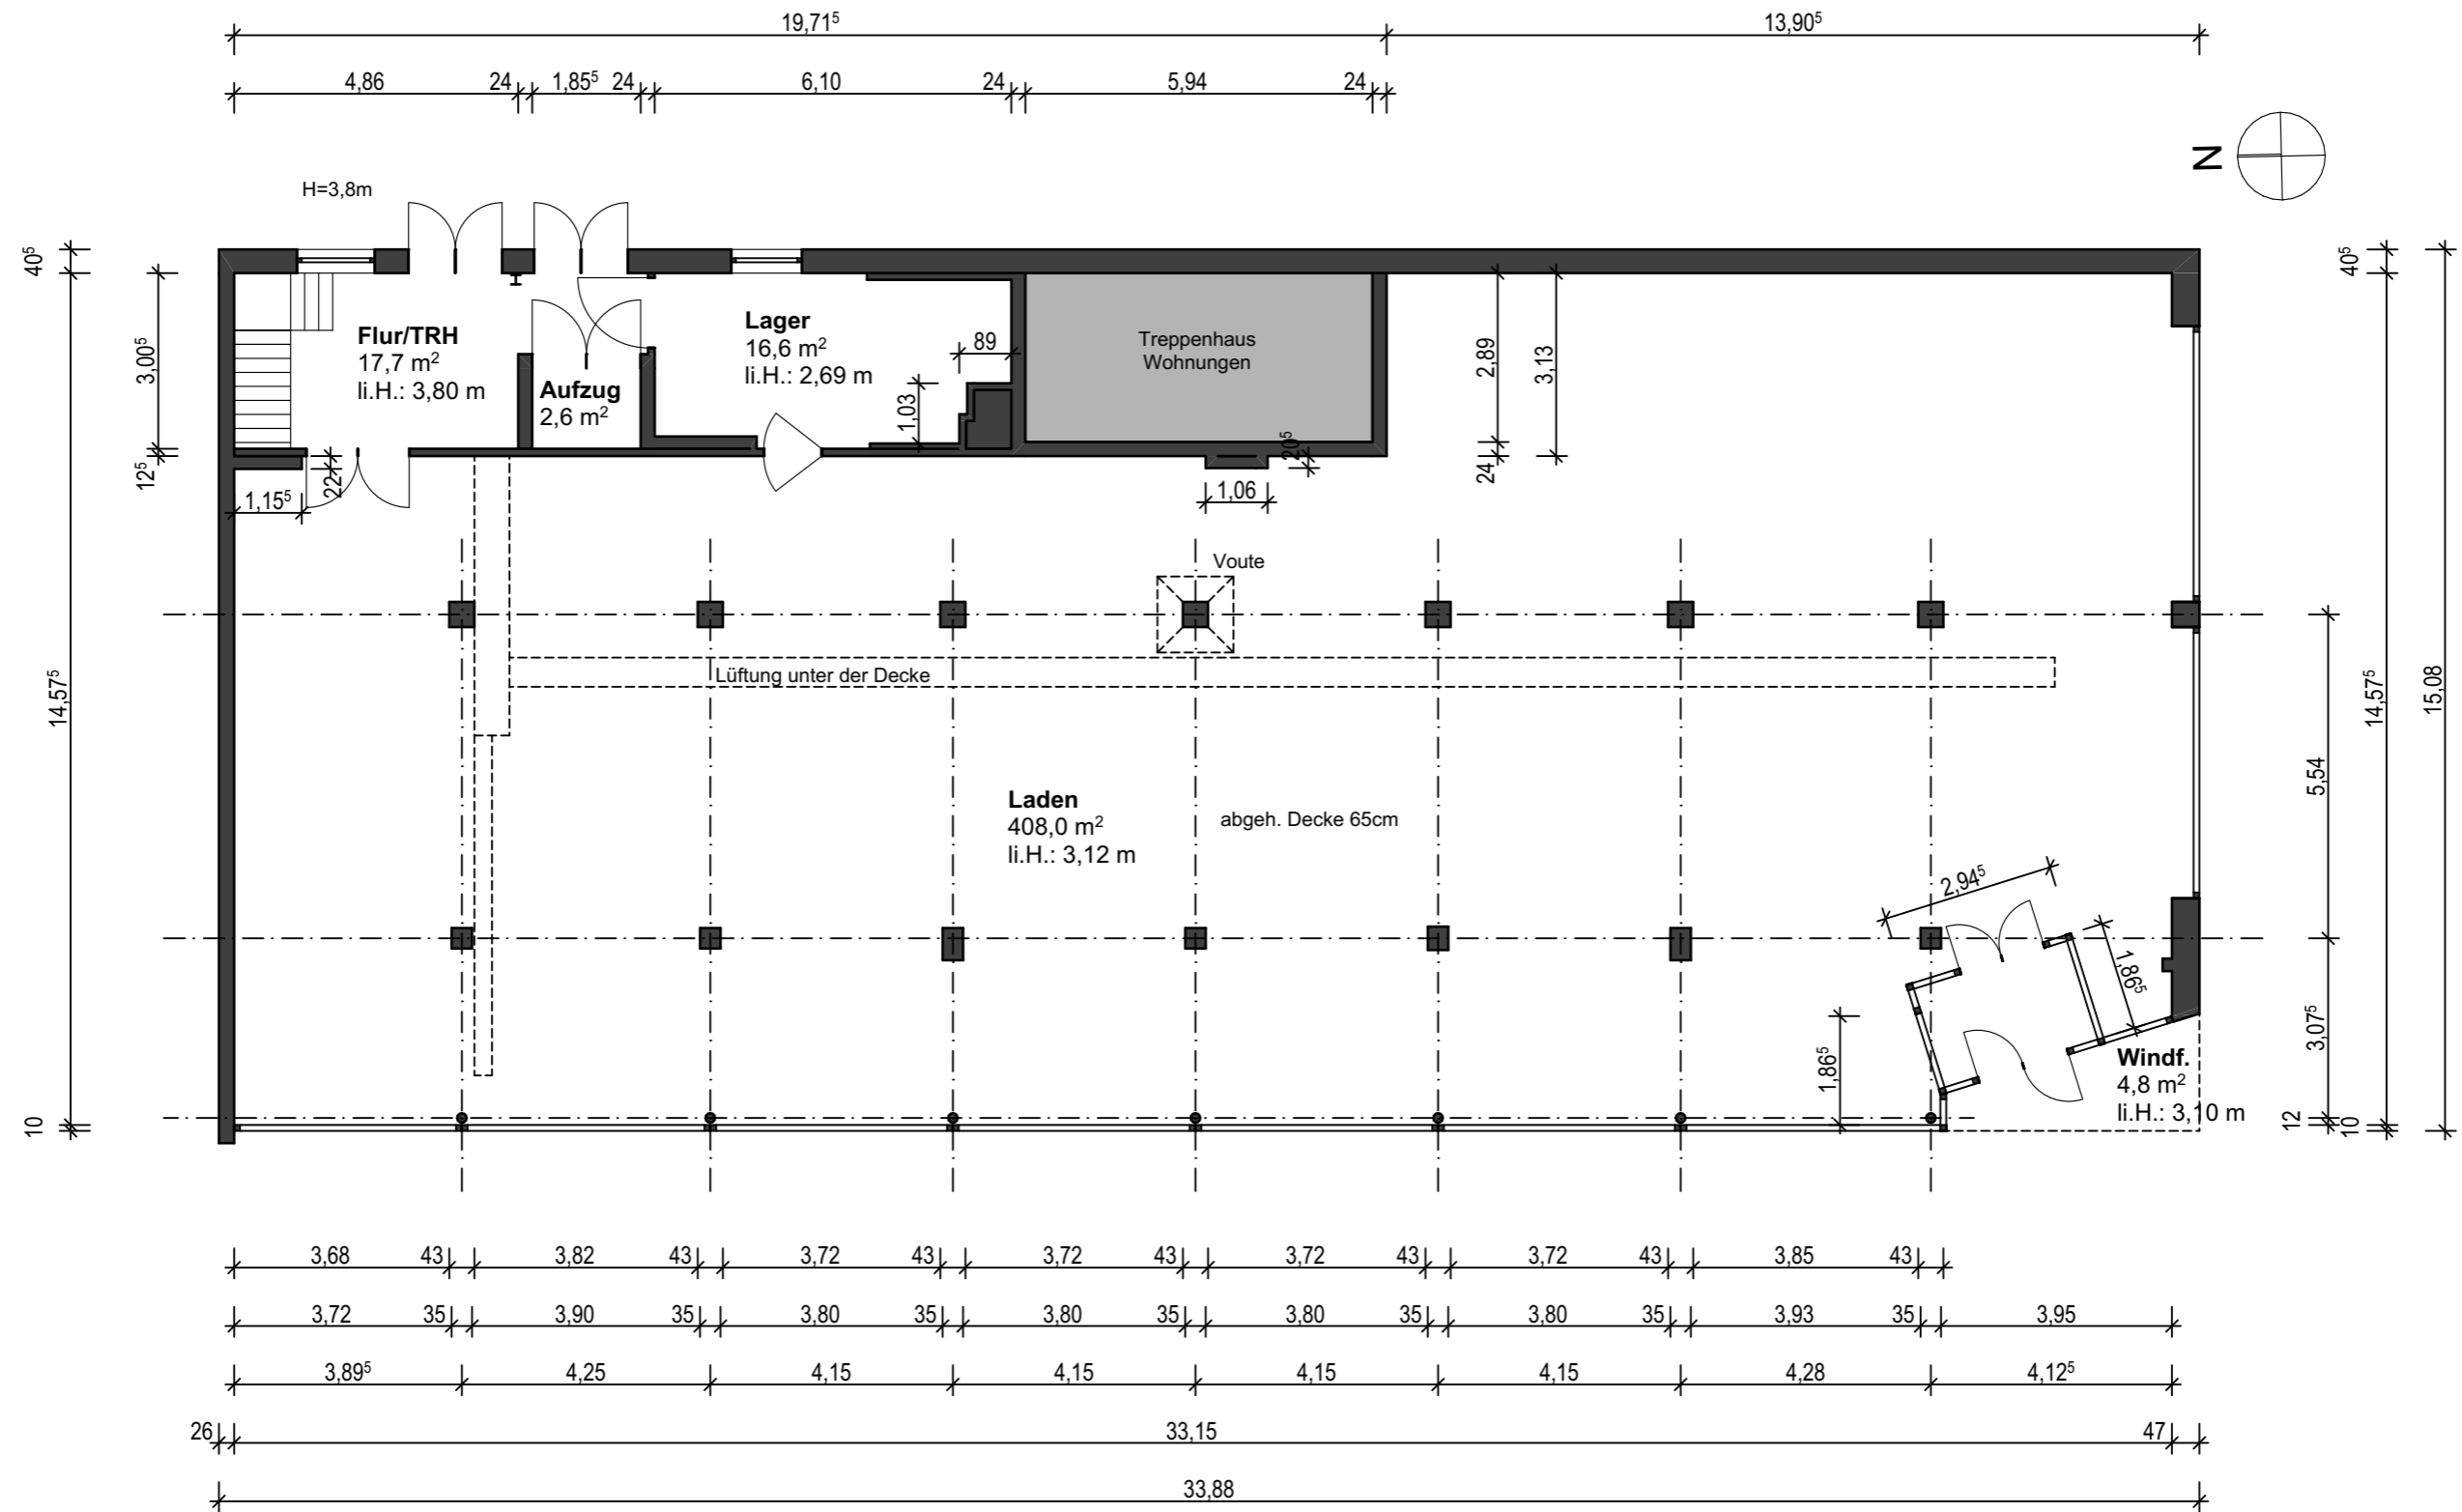 19,71⁵ 13,90⁵
4,86 24 1,85⁵ 24 6,10 24 5,94 24
N
H=3,8m
40⁵ 40⁵
Flur/TRH
17,7 m²
li.H.: 3,80 m
Lager
16,6 m²
li.H.: 2,69 m
89
Treppenhaus
Wohnungen
3,00⁵
2,89
3,13
Aufzug
2,6 m²
1,03
12⁵
22
1,15⁵
20⁵
24
1,06
Voute
Lüftung unter der Decke
14,57⁵
14,57⁵
15,08
5,54
Laden
408,0 m²
li.H.: 3,12 m
abgeh. Decke 65cm
2,94⁵
1,86⁵
1,86⁵
3,07⁵
Windf.
4,8 m²
li.H.: 3,10 m
10
12
10
3,68 43 3,82 43 3,72 43 3,72 43 3,72 43 3,72 43 3,85 43
3,72 35 3,90 35 3,80 35 3,80 35 3,80 35 3,80 35 3,93 35 3,95
3,89⁵ 4,25 4,15 4,15 4,15 4,15 4,28 4,12⁵
26 33,15 47
33,88